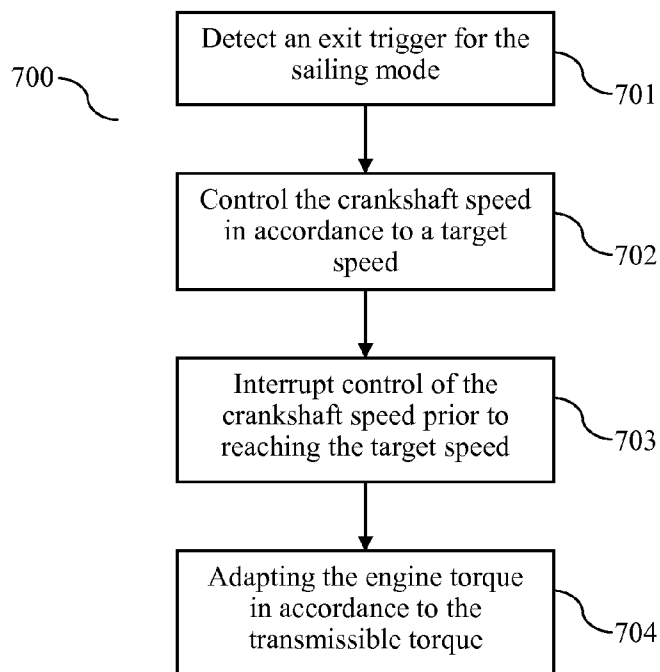 700
Detect an exit trigger for the
sailing mode
701
Control the crankshaft speed
in accordance to a target
speed
702
Interrupt control of the
crankshaft speed prior to
reaching the target speed
703
Adapting the engine torque
in accordance to the
transmissible torque
704